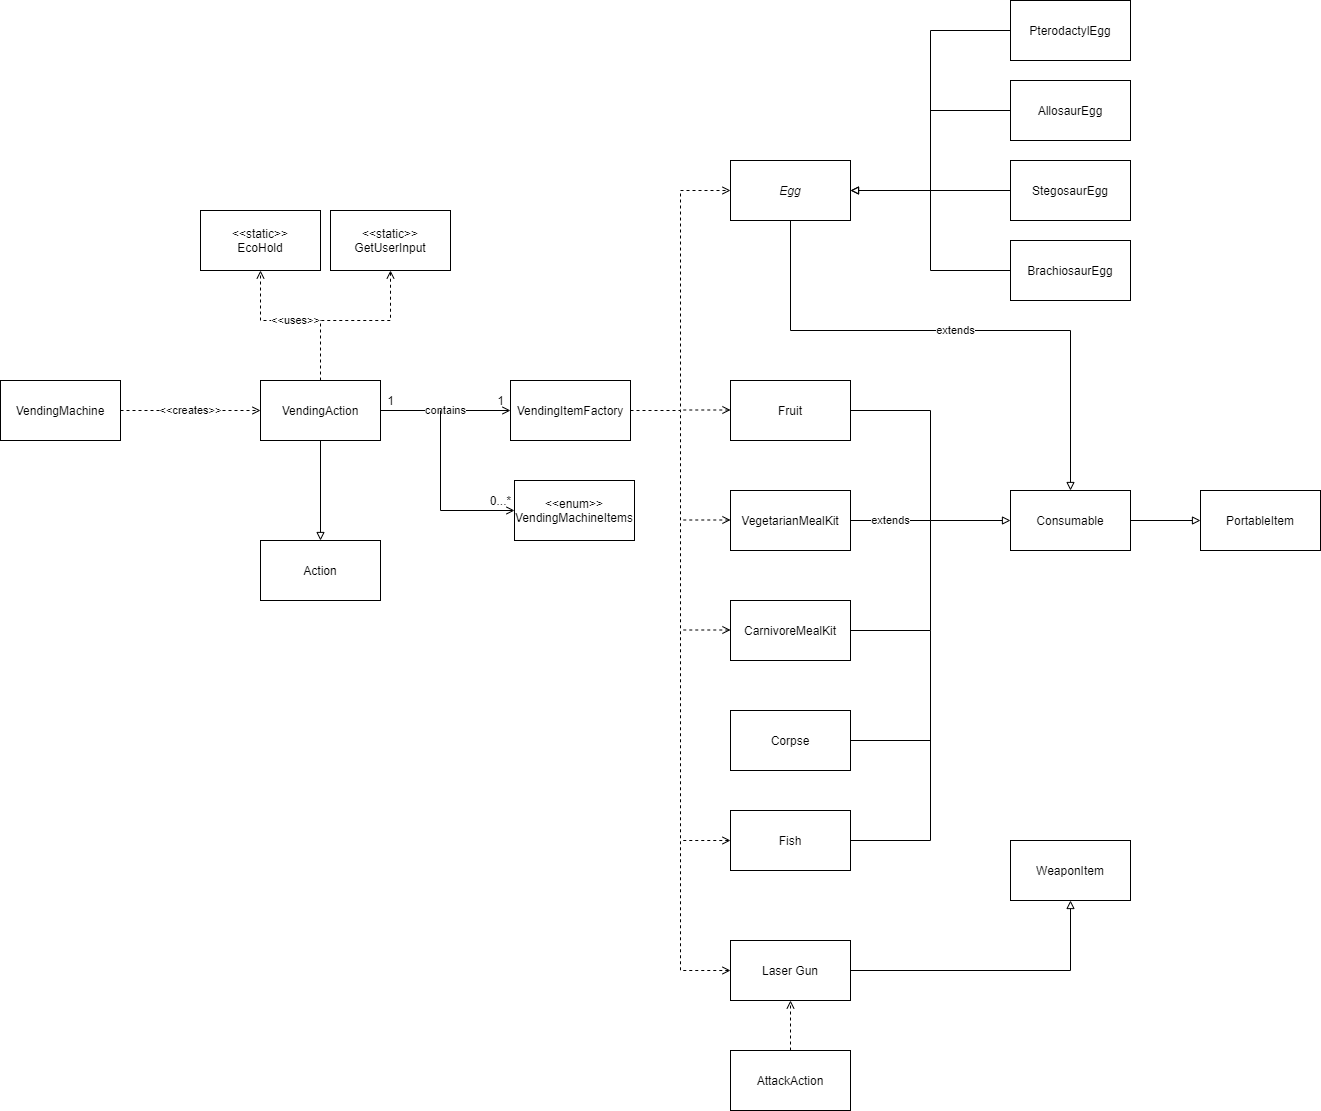 PterodactylEgg
AllosaurEgg
Egg
StegosaurEgg
<<static>>
EcoHold
<<static>>
GetUserInput
BrachiosaurEgg
<<uses>>
extends
VendingMachine
<<creates>>
VendingAction
1
contains
1
VendingItemFactory
Fruit
0...*
<<enum>>
VendingMachineItems
VegetarianMealKit
extends
Consumable
PortableItem
Action
CarnivoreMealKit
Corpse
Fish
WeaponItem
Laser Gun
AttackAction